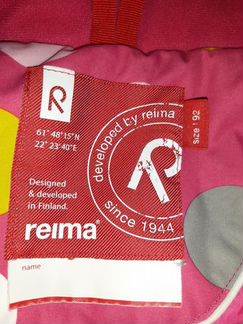 61° 48'15"N
22° 23'40"E
developed by reima
since 1944
size : 92
Designed
& developed
in Finland.
reima®
name